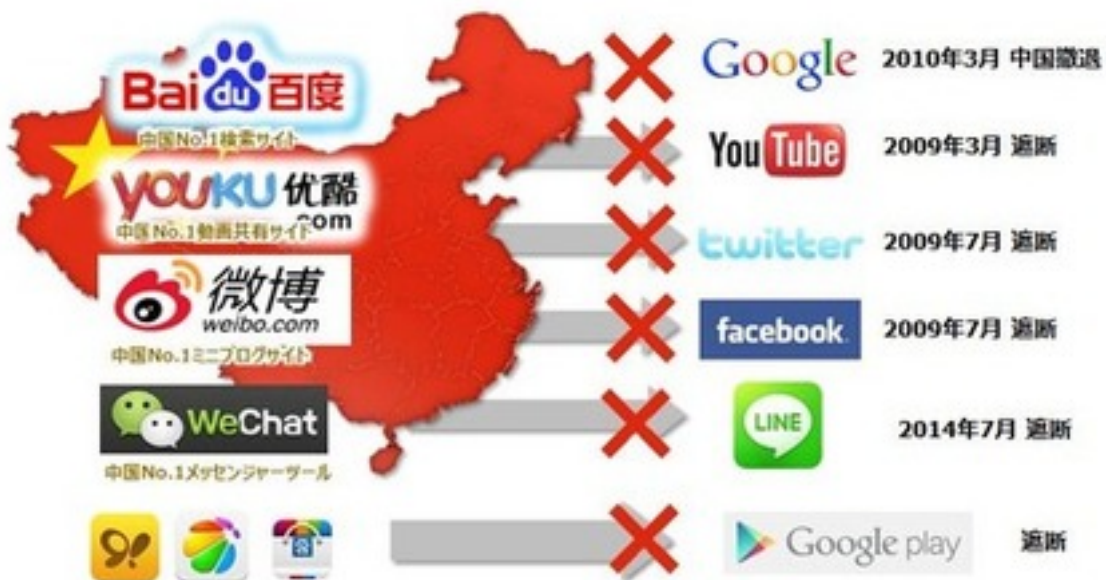 Bai du 百度
Google
2010年3月 中国撤退
中国No.1検索サイト
YOUKU 优酷
.com
中国No.1動画共有サイト
You Tube
2009年3月 遮断
twitter
2009年7月 遮断
微博
weibo.com
中国No.1ミニブログサイト
facebook
2009年7月 遮断
WeChat
中国No.1メッセンジャーツール
LINE
2014年7月 遮断
Google play
遮断